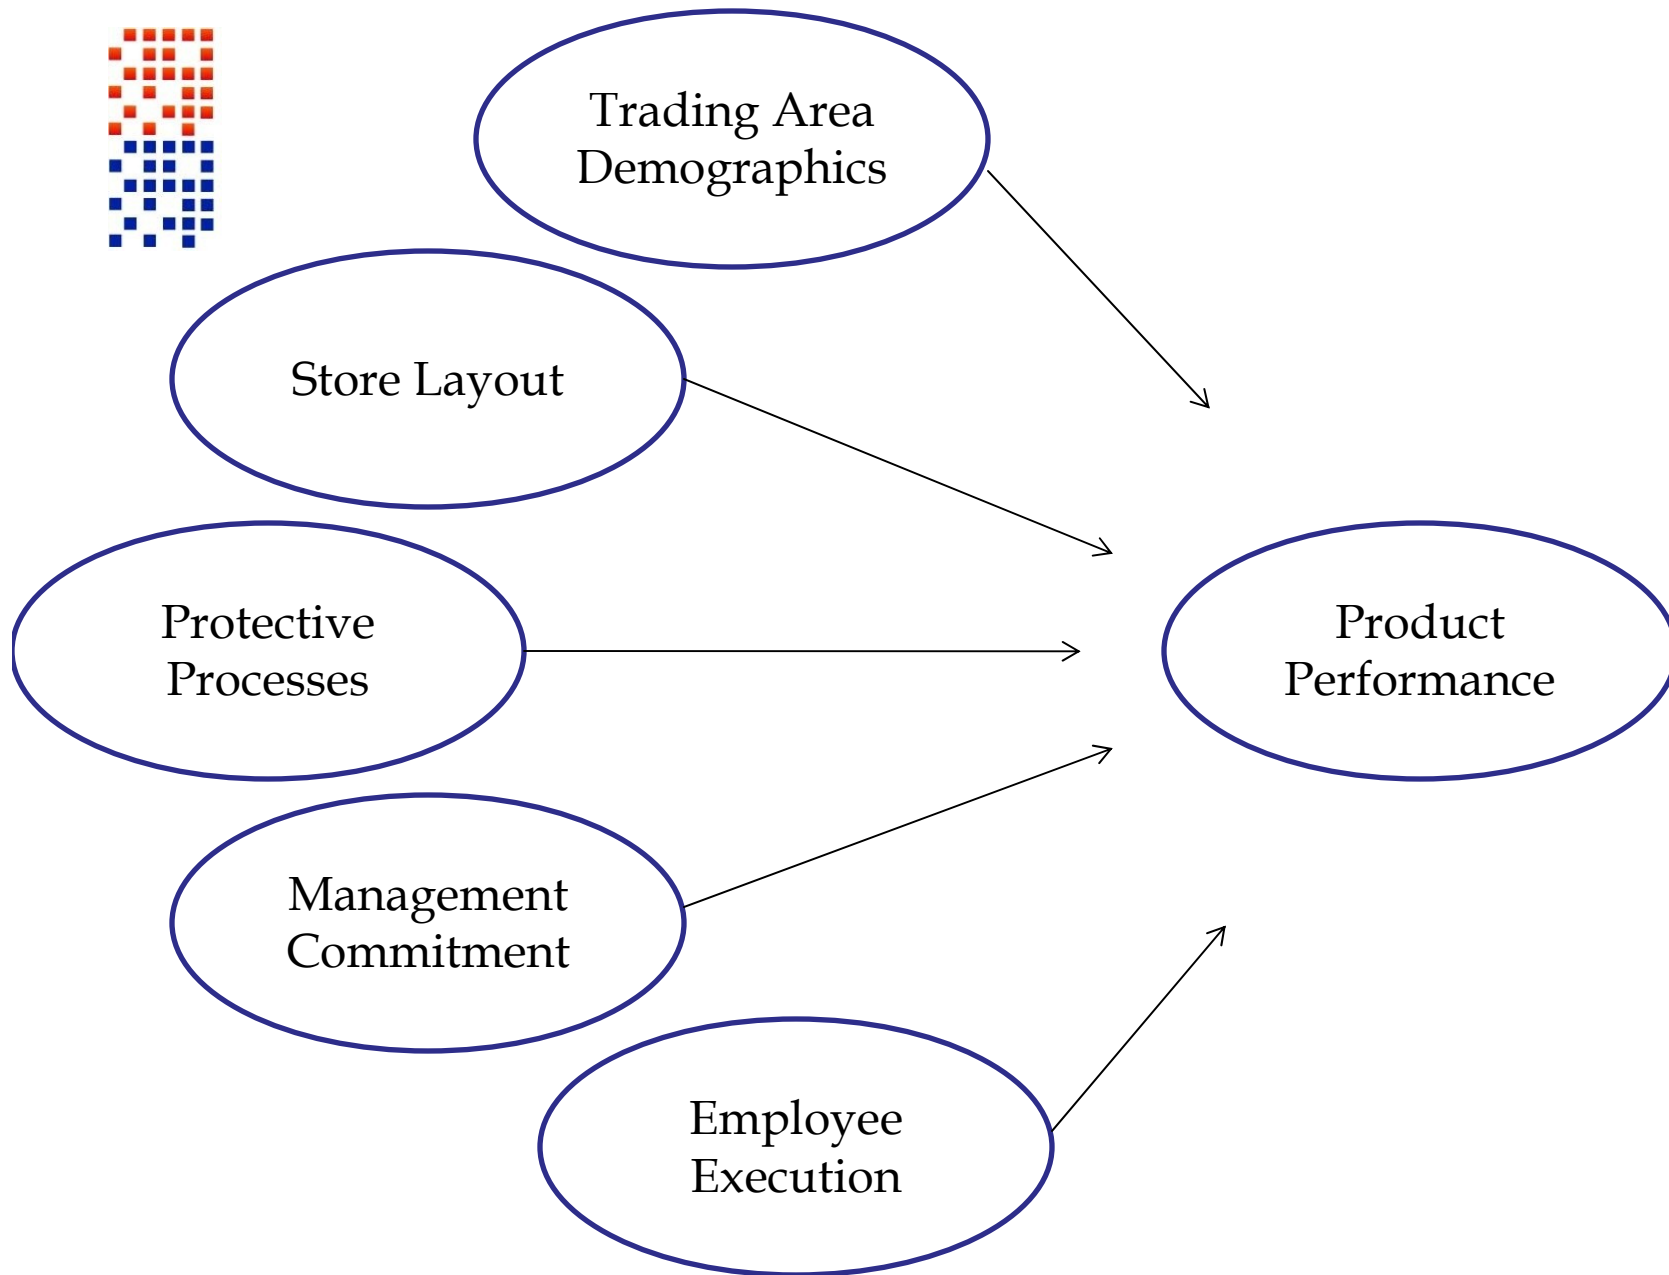 Trading Area
Demographics
Store Layout
Protective
Processes
Product
Performance
Management
Commitment
Employee
Execution